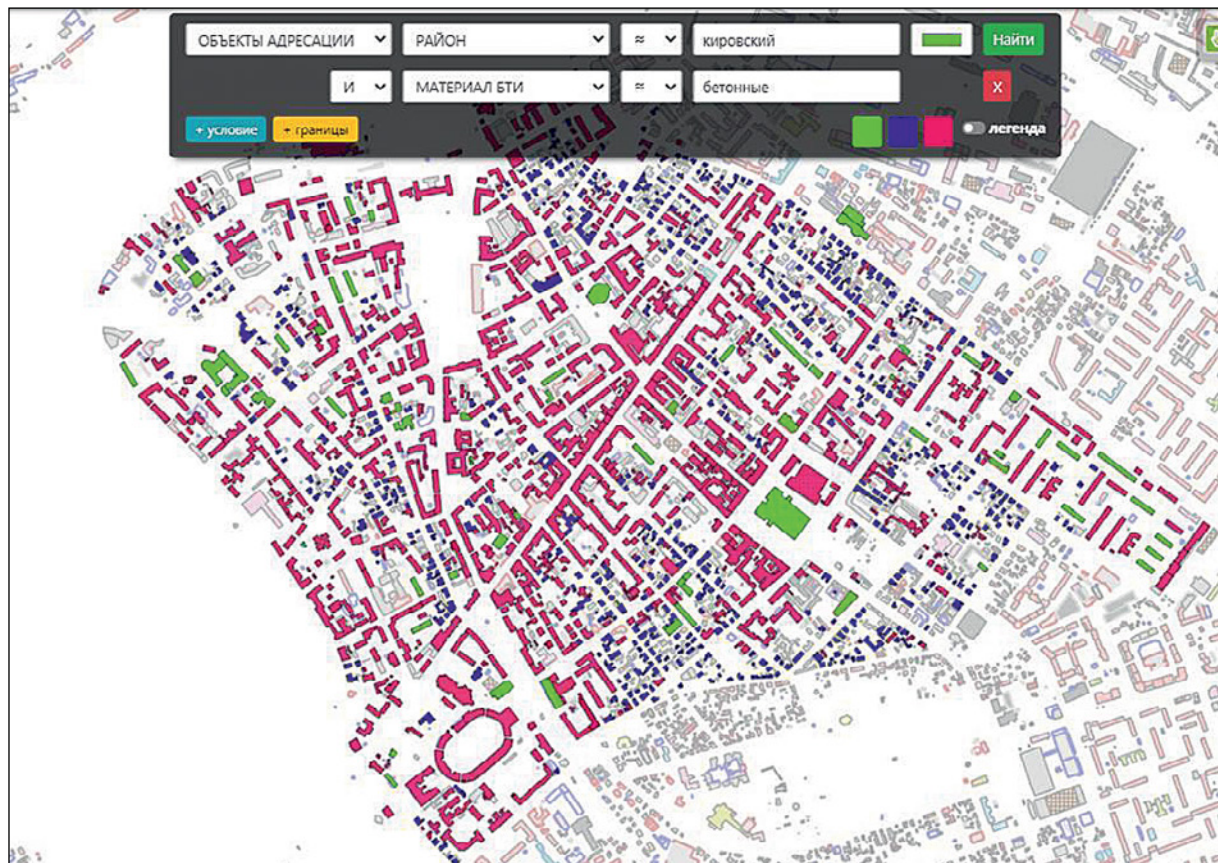 ОБЪЕКТЫ АДРЕСАЦИИ РАЙОН ≈ кировский Найти
И МАТЕРИАЛ БТИ ≈ бетонные X
+ условие + границы легенда